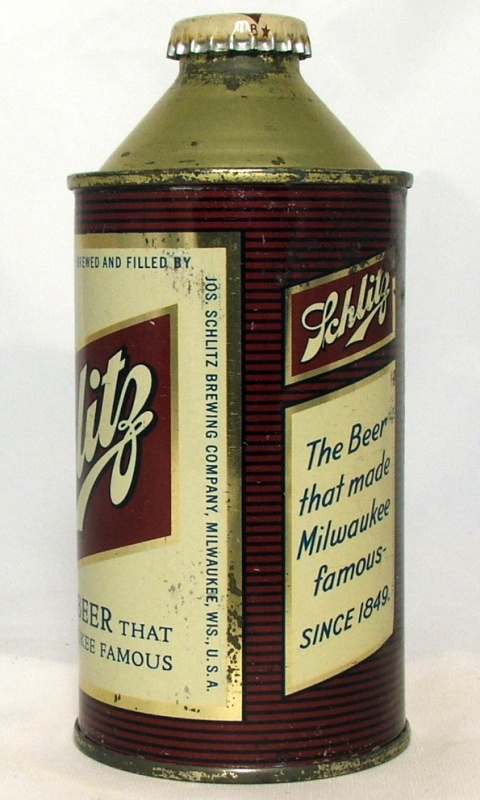 B★
BREWED AND FILLED BY
JOS. SCHLITZ BREWING COMPANY, MILWAUKEE, WIS., U.S.A.
litz
BEER THAT
KEE FAMOUS
Schlitz
The Beer
that made
Milwaukee
famous-
SINCE 1849.